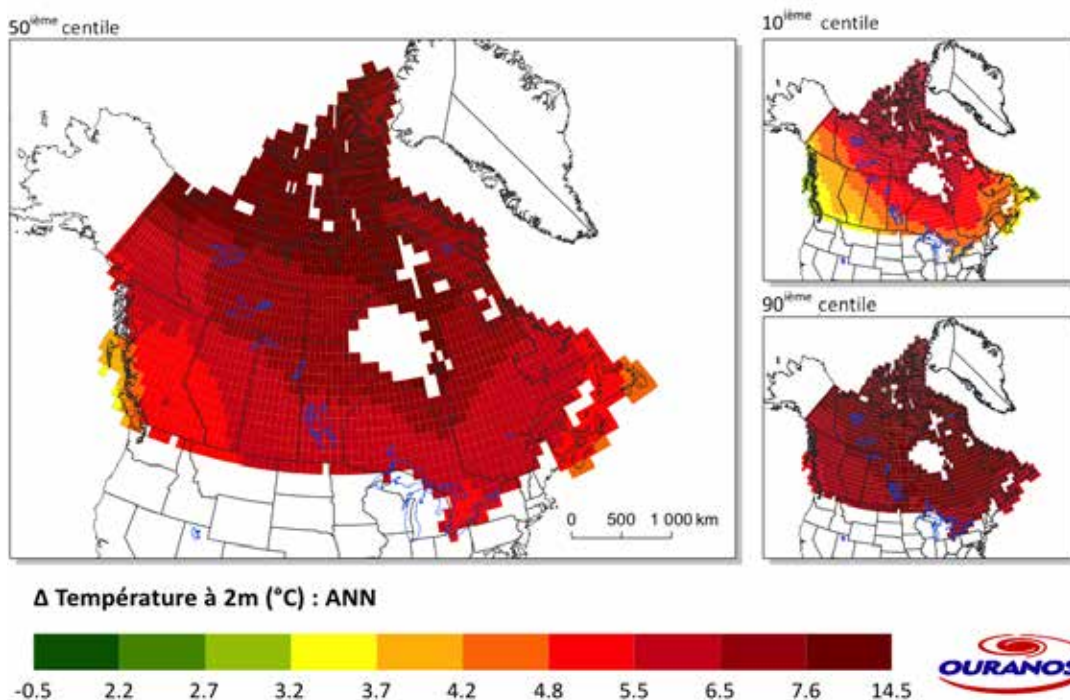 50ième centile
10ième centile
90ième centile
0 500 1 000 km
Δ Température à 2m (°C) : ANN
-0.5 2.2 2.7 3.2 3.7 4.2 4.8 5.5 6.5 7.6 14.5
OURANOS